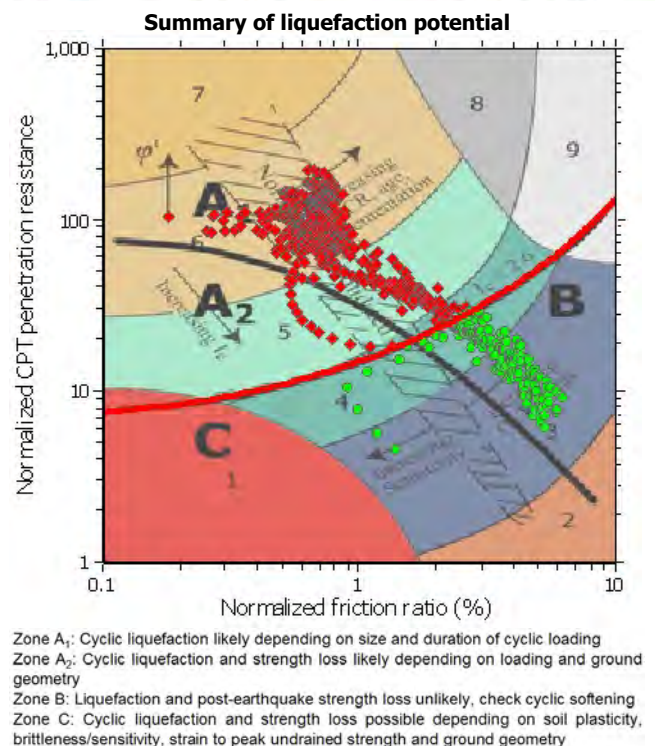 Summary of liquefaction potential
1,000
7
8
9
φ'
A
100
6
A2
B
Increasing Ic
5
10
4
3
C
1
2
1
0.1
1
10
Normalized CPT penetration resistance
Normalized friction ratio (%)
Zone A1: Cyclic liquefaction likely depending on size and duration of cyclic loading
Zone A2: Cyclic liquefaction and strength loss likely depending on loading and ground
geometry
Zone B: Liquefaction and post-earthquake strength loss unlikely, check cyclic softening
Zone C: Cyclic liquefaction and strength loss possible depending on soil plasticity,
brittleness/sensitivity, strain to peak undrained strength and ground geometry